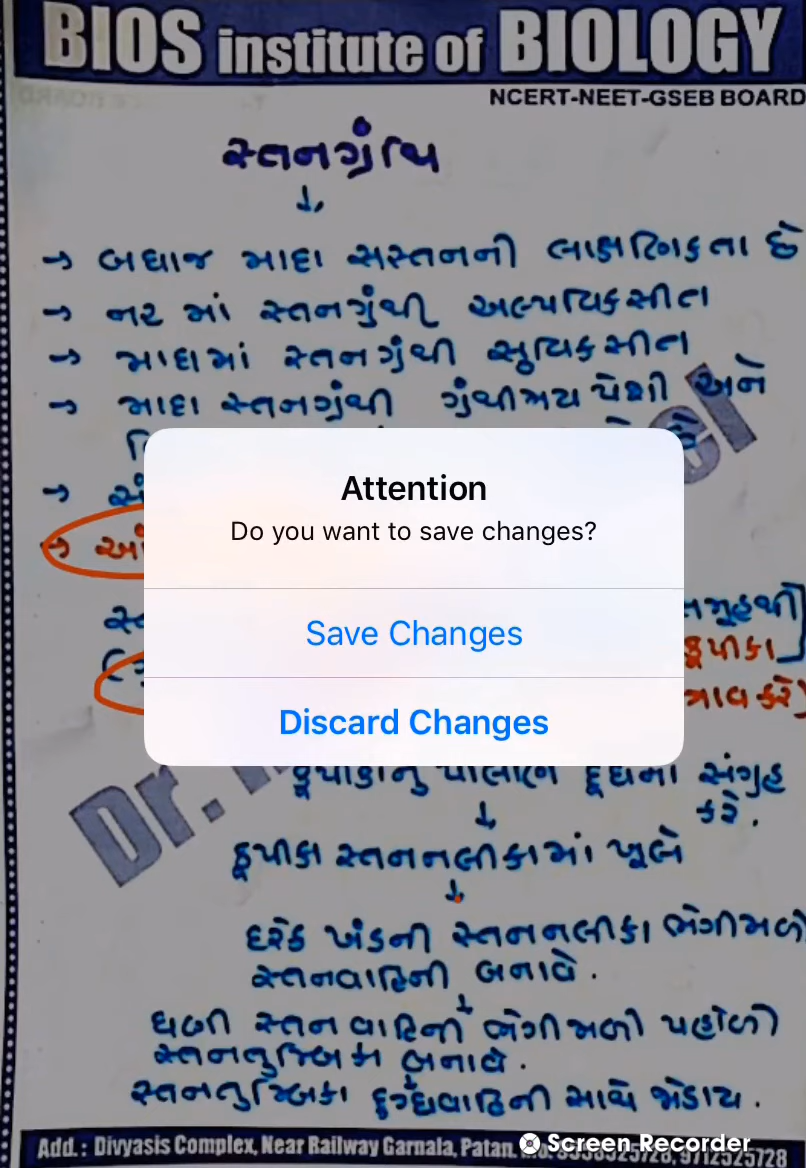 BIOS institute of BIOLOGY
NCERT-NEET-GSEB BOARD
સ્તનગ્રંથિ
→ બધાજ માદા સસ્તનની લાક્ષણિકતા છે
→ નર માં સ્તનગ્રંથી અલ્પવિકસીત
→ માદામાં સ્તનગ્રંથી સુવિકસીત
→ માદા સ્તનગ્રંથી ગ્રંથીમય પેશી અને
Attention
Do you want to save changes?
Save Changes
Discard Changes
કૂપીકા
સ્ત્રાવ કરે)
Dr.
કૂપીકાનું પોલાણ દૂધનો સંગ્રહ
કરે.
કૂપીકા સ્તનનલીકામાં ખૂલે
દરેક ખંડની સ્તનનલીકા ભેગીમળી
સ્તનવાહિની બનાવે.
ઘણી સ્તન વાહિની ભેગી મળી પહોળી
સ્તનતુમ્બિકા બનાવે.
સ્તનતુમ્બિકા દુગ્ધવાહિની સાથે જોડાય.
Add.: Divyasis Complex, Near Railway Garnala, Patan.
Screen Recorder